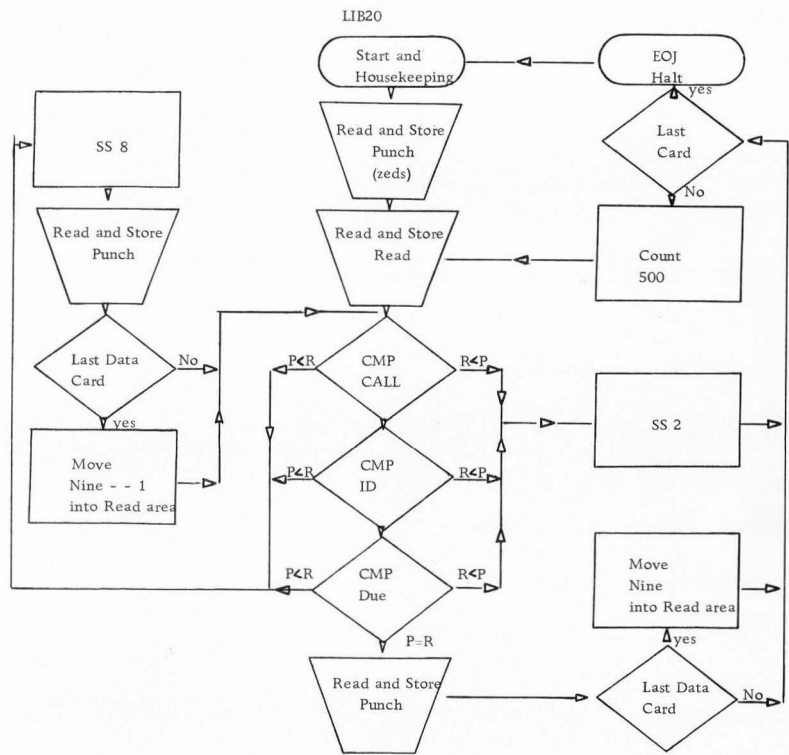 LIB20
Start and
Housekeeping
EOJ
Halt
yes
Last
Card
No
Count
500
Read and Store
Punch
(zeds)
Read and Store
Read
SS 8
Read and Store
Punch
Last Data
Card
No
yes
Move
Nine - - 1
into Read area
P<R
CMP
CALL
R<P
P<R
CMP
ID
R<P
P<R
CMP
Due
R<P
P=R
SS 2
Read and Store
Punch
Move
Nine
into Read area
yes
Last Data
Card
No